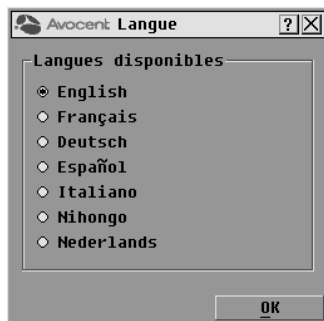 Avocent Langue ? X
Langues disponibles
English
Français
Deutsch
Español
Italiano
Nihongo
Nederlands
OK